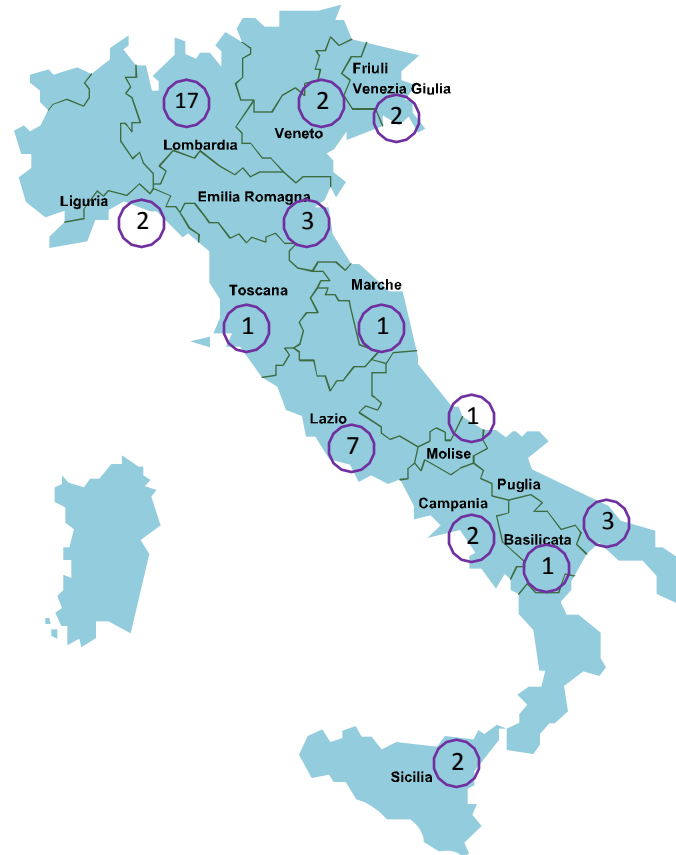 Friuli
Venezia Giulia
17
2
2
Veneto
Lombardia
Emilia Romagna
Liguria
2
3
Toscana
Marche
1
1
Lazio
1
7
Molise
Puglia
Campania
3
2
Basilicata
1
2
Sicilia